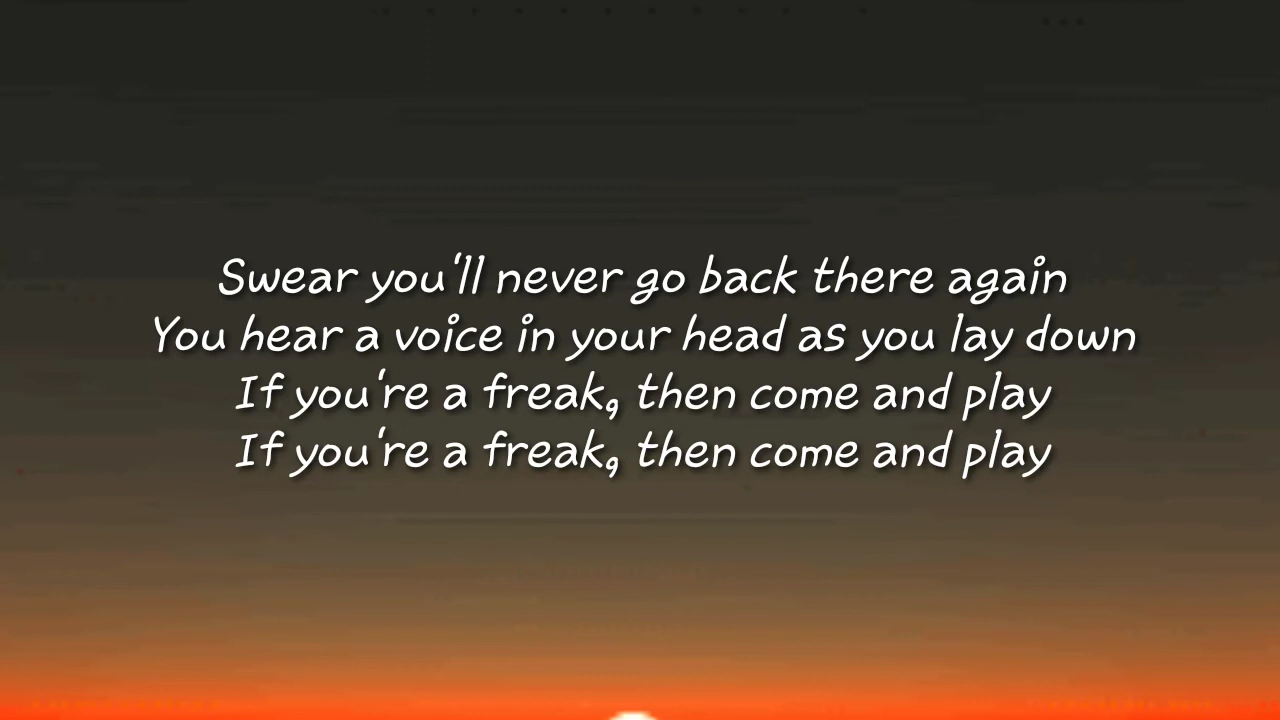 Swear you'll never go back there again
You hear a voice in your head as you lay down
If you're a freak, then come and play
If you're a freak, then come and play